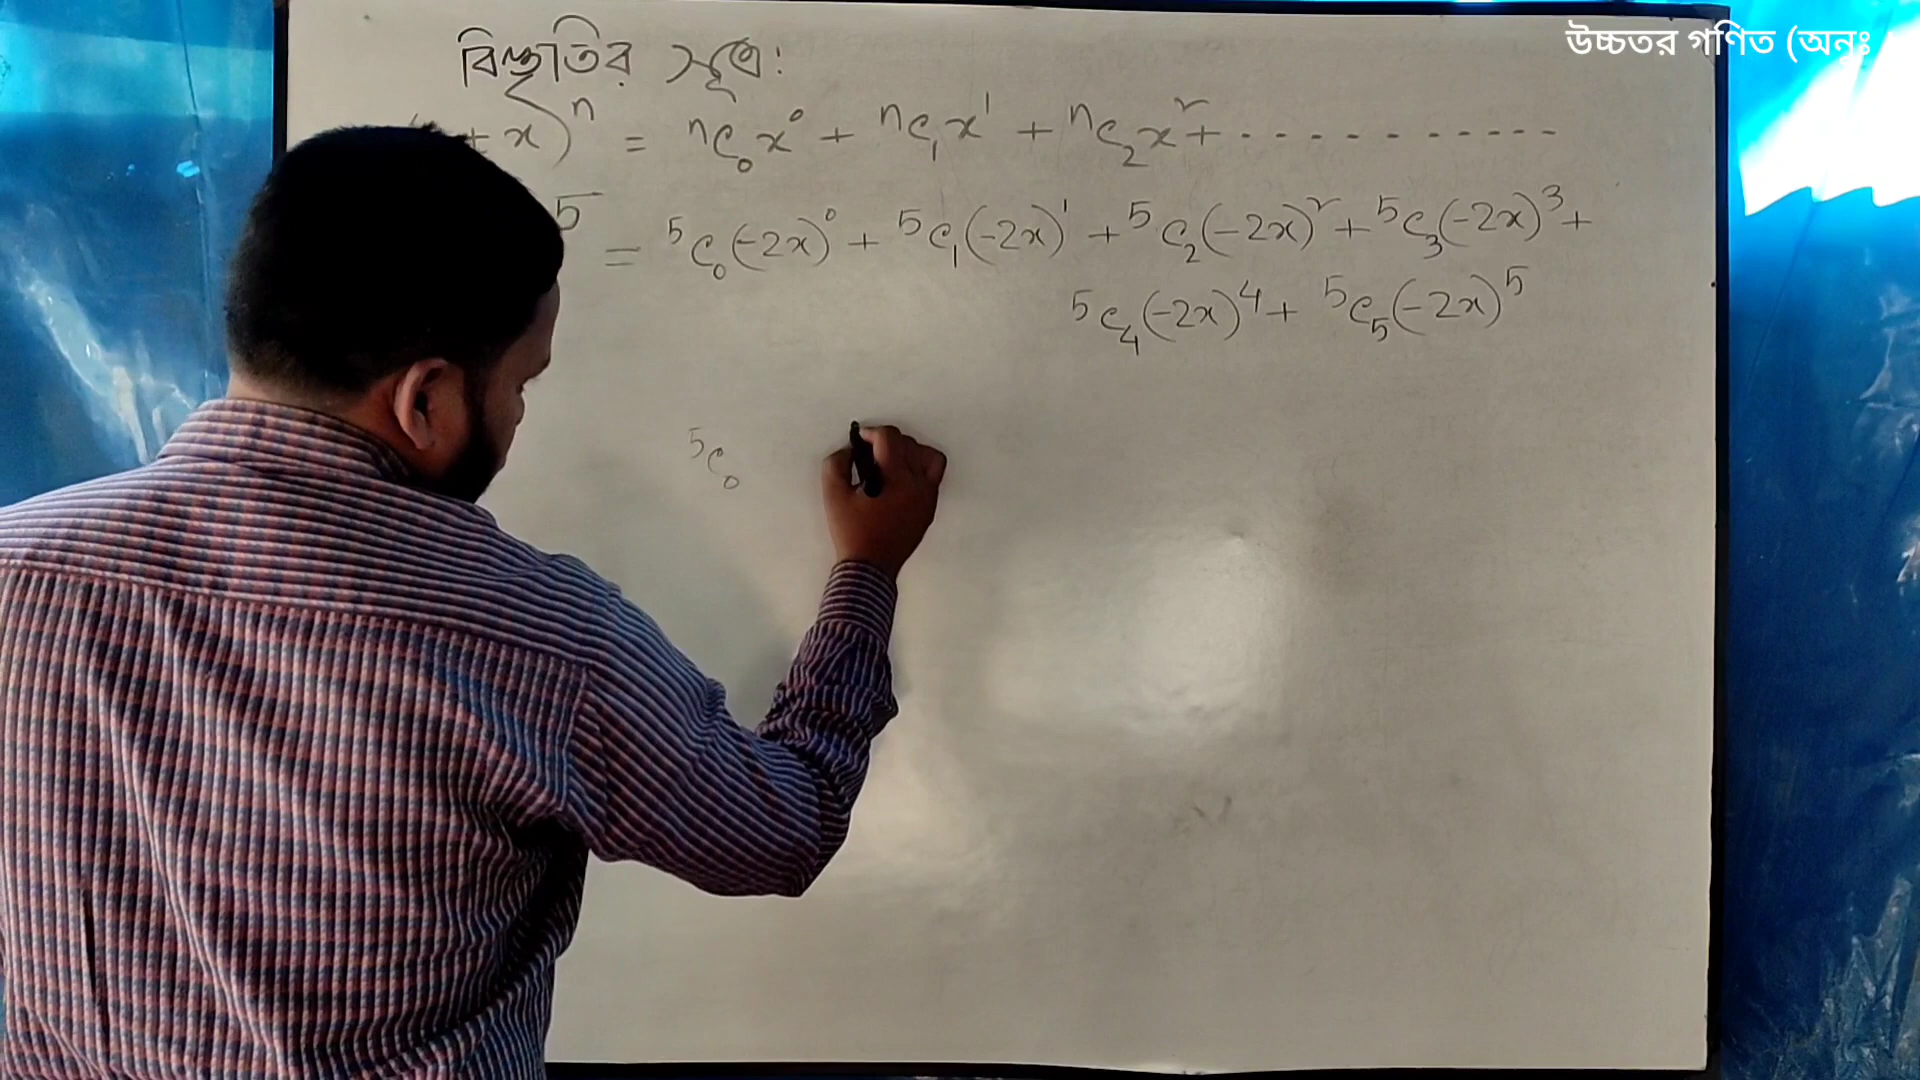 উচ্চতর গণিত (অনুঃ
বিস্তৃতির সূত্র:
+ x)ⁿ = ⁿC₀x⁰ + ⁿC₁x¹ + ⁿC₂x² + - - - - - - - - - -
5 = ⁵C₀(-2x)⁰ + ⁵C₁(-2x)¹ + ⁵C₂(-2x)² + ⁵C₃(-2x)³ +
⁵C₄(-2x)⁴ + ⁵C₅(-2x)⁵
⁵C₀